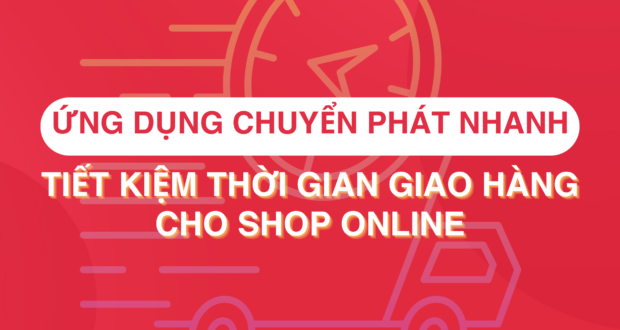 ỨNG DỤNG CHUYỂN PHÁT NHANH
TIẾT KIỆM THỜI GIAN GIAO HÀNG
CHO SHOP ONLINE